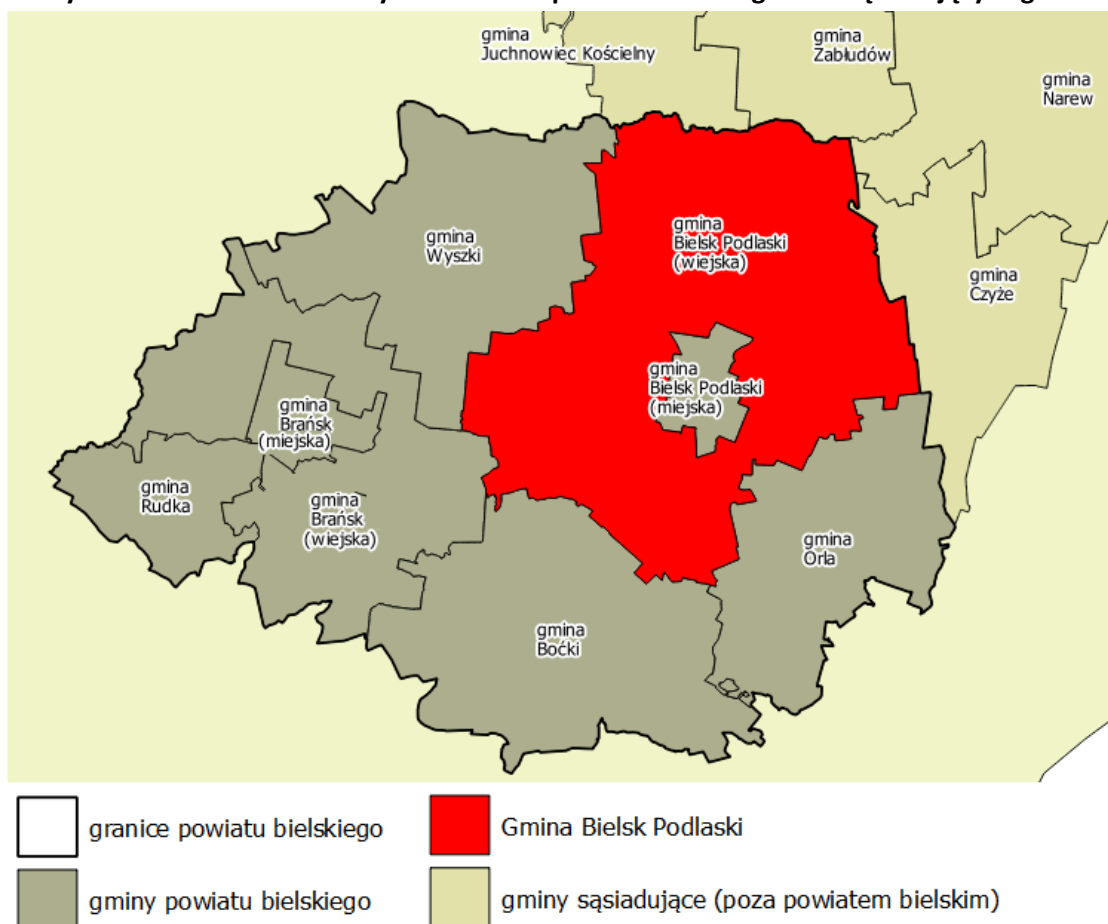 gmina
Juchnowiec Kościelny
gmina
Zabłudów
gmina
Narew
gmina
Wyszki
gmina
Bielsk Podlaski
(wiejska)
gmina
Czyże
gmina
Bielsk Podlaski
(miejska)
gmina
Brańsk
(miejska)
gmina
Rudka
gmina
Brańsk
(wiejska)
gmina
Orla
gmina
Boćki
granice powiatu bielskiego
Gmina Bielsk Podlaski
gminy powiatu bielskiego
gminy sąsiadujące (poza powiatem bielskim)